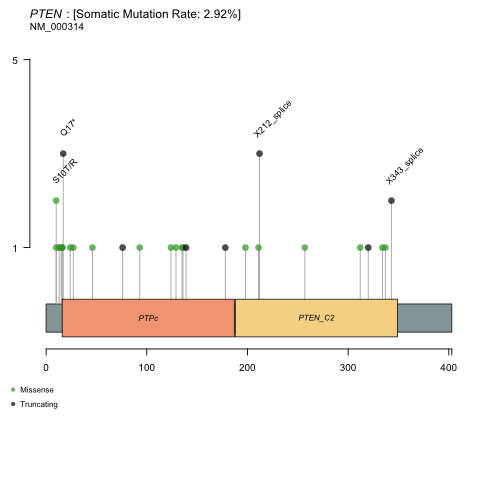 PTEN : [Somatic Mutation Rate: 2.92%]
NM_000314
5
Q17*
X212_splice
S10T/R
X343_splice
1
PTPc
PTEN_C2
0 100 200 300 403
Missense
Truncating